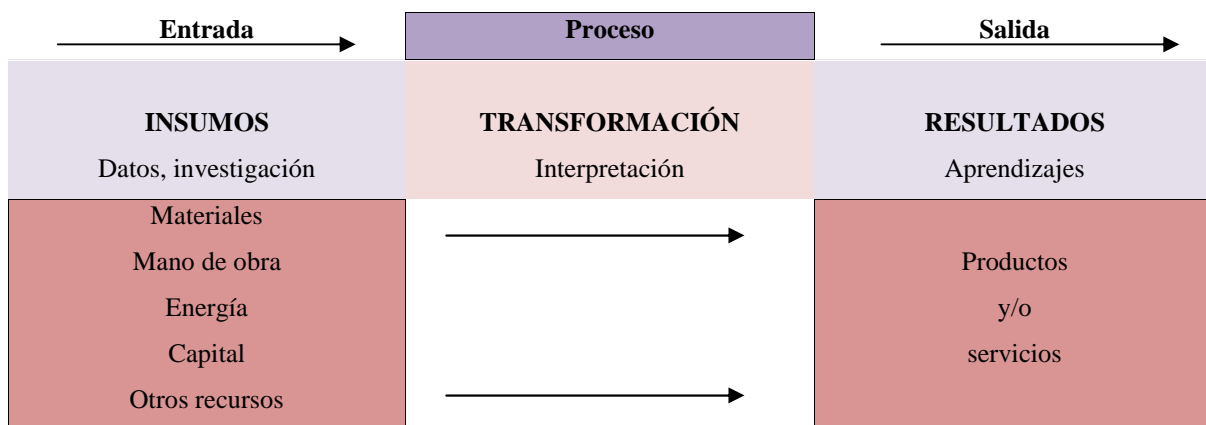 Entrada
Proceso
Salida
INSUMOS
Datos, investigación
TRANSFORMACIÓN
Interpretación
RESULTADOS
Aprendizajes
Materiales
Mano de obra
Energía
Capital
Otros recursos
Productos
y/o
servicios